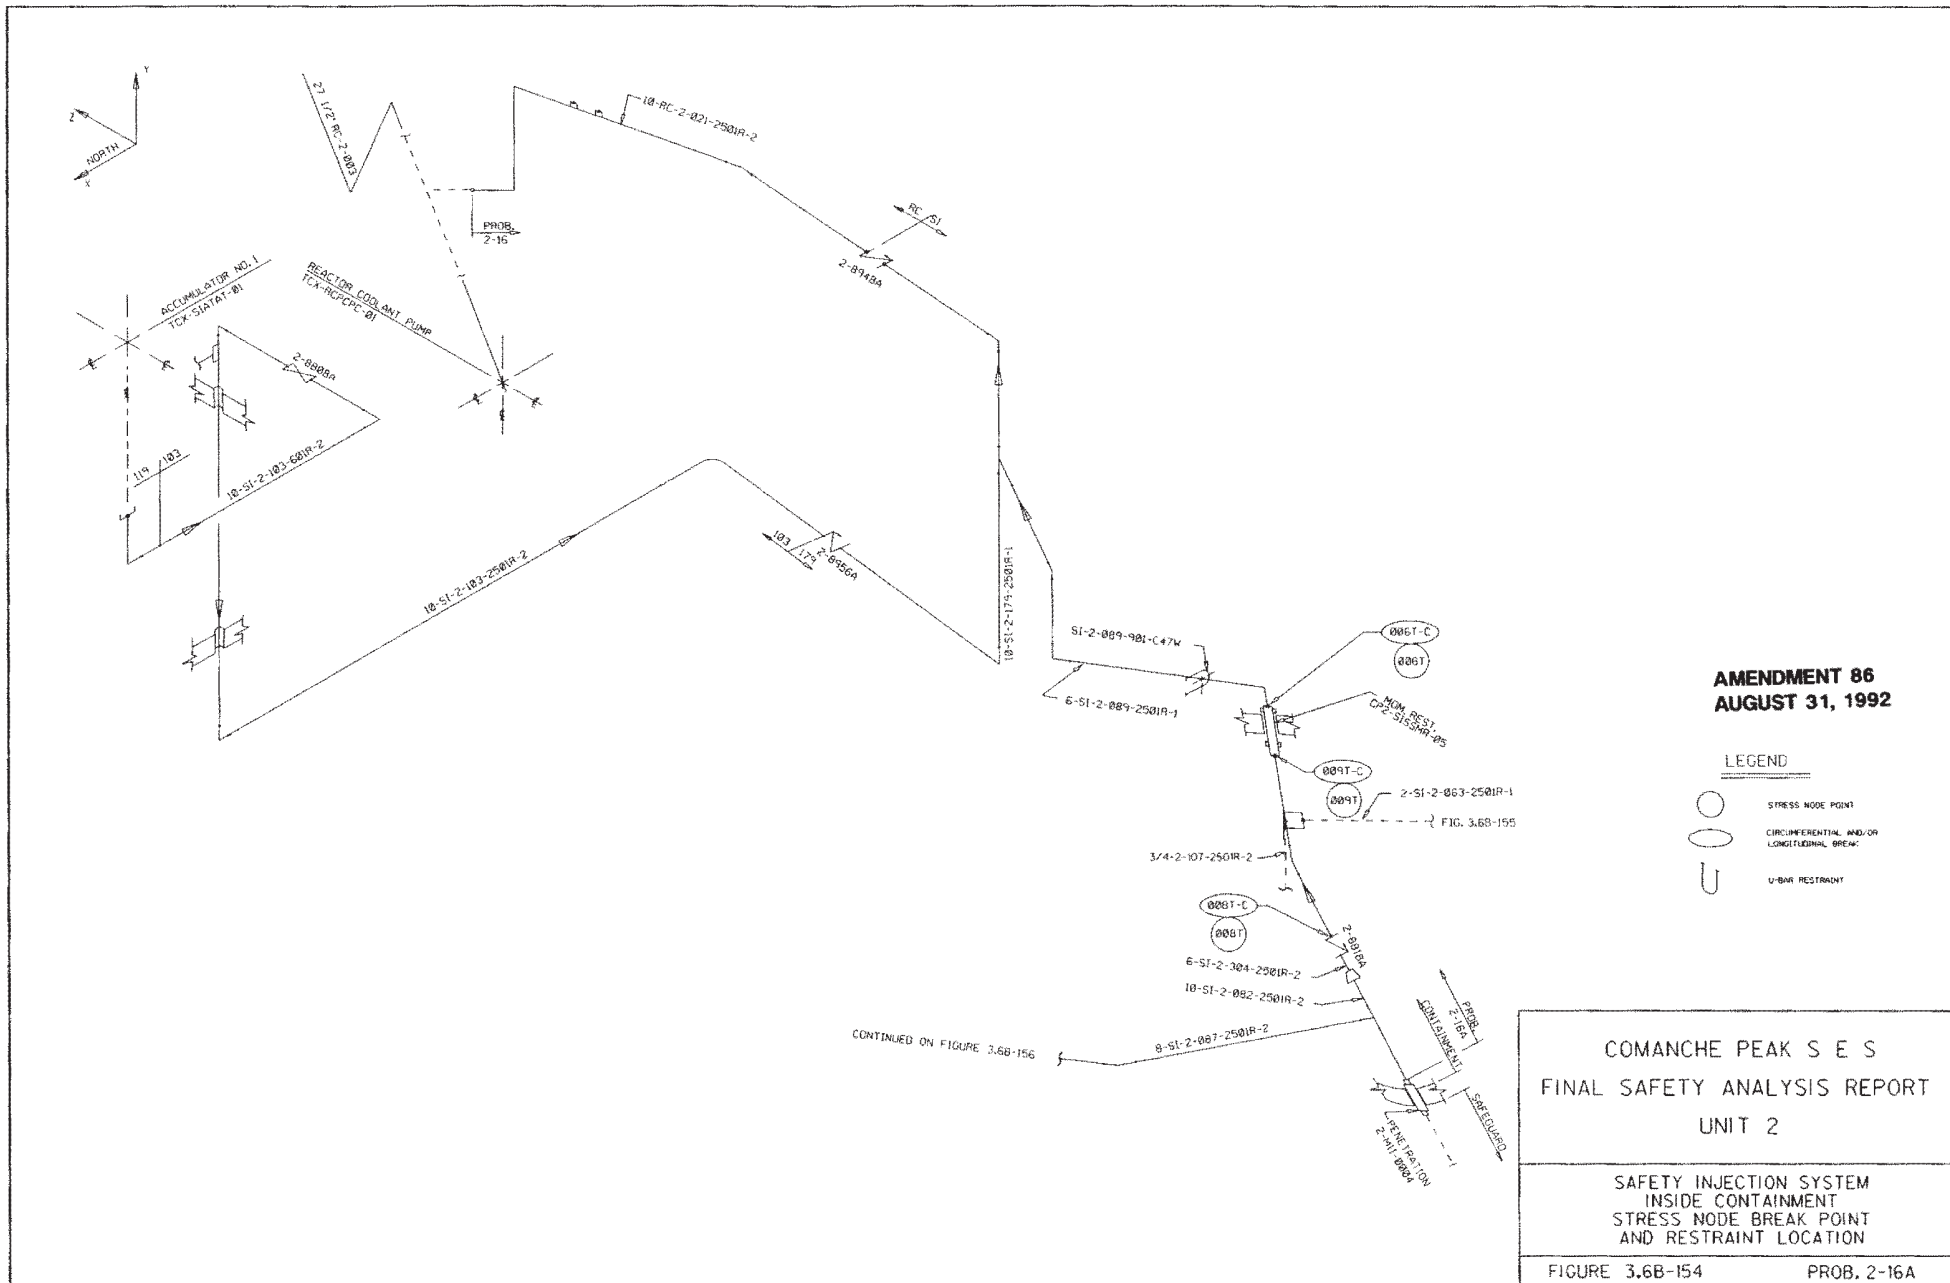 Y
Z
NORTH
X
27 1/2" RC-2-003
10-RC-2-021-2501R-2
PROB.
2-16
RC
SI
2-8948A
ACCUMULATOR NO. 1
TCX-SIATAT-01
REACTOR COOLANT PUMP
TCX-RCPCPC-01
2-8808A
119
103
10-SI-2-103-601R-2
10-SI-2-103-2501R-2
103
179
2-8956A
10-SI-2-179-2501R-1
SI-2-089-901-C47W
6-SI-2-089-2501R-1
006T-C
006T
MOM. REST.
CP2-SISSMR-05
009T-C
009T
2-SI-2-063-2501R-1
FIG. 3.6B-155
3/4-2-107-2501R-2
008T-C
008T
2-8818A
6-SI-2-304-2501R-2
10-SI-2-082-2501R-2
8-SI-2-087-2501R-2
CONTINUED ON FIGURE 3.6B-156
PROB.
2-16A
CONTAINMENT
SAFEGUARD
PENETRATION
2-MII-0004
AMENDMENT 86
AUGUST 31, 1992
LEGEND
STRESS NODE POINT
CIRCUMFERENTIAL AND/OR
LONGITUDINAL BREAK
U-BAR RESTRAINT
COMANCHE PEAK S E S
FINAL SAFETY ANALYSIS REPORT
UNIT 2
SAFETY INJECTION SYSTEM
INSIDE CONTAINMENT
STRESS NODE BREAK POINT
AND RESTRAINT LOCATION
FIGURE 3.6B-154 PROB. 2-16A